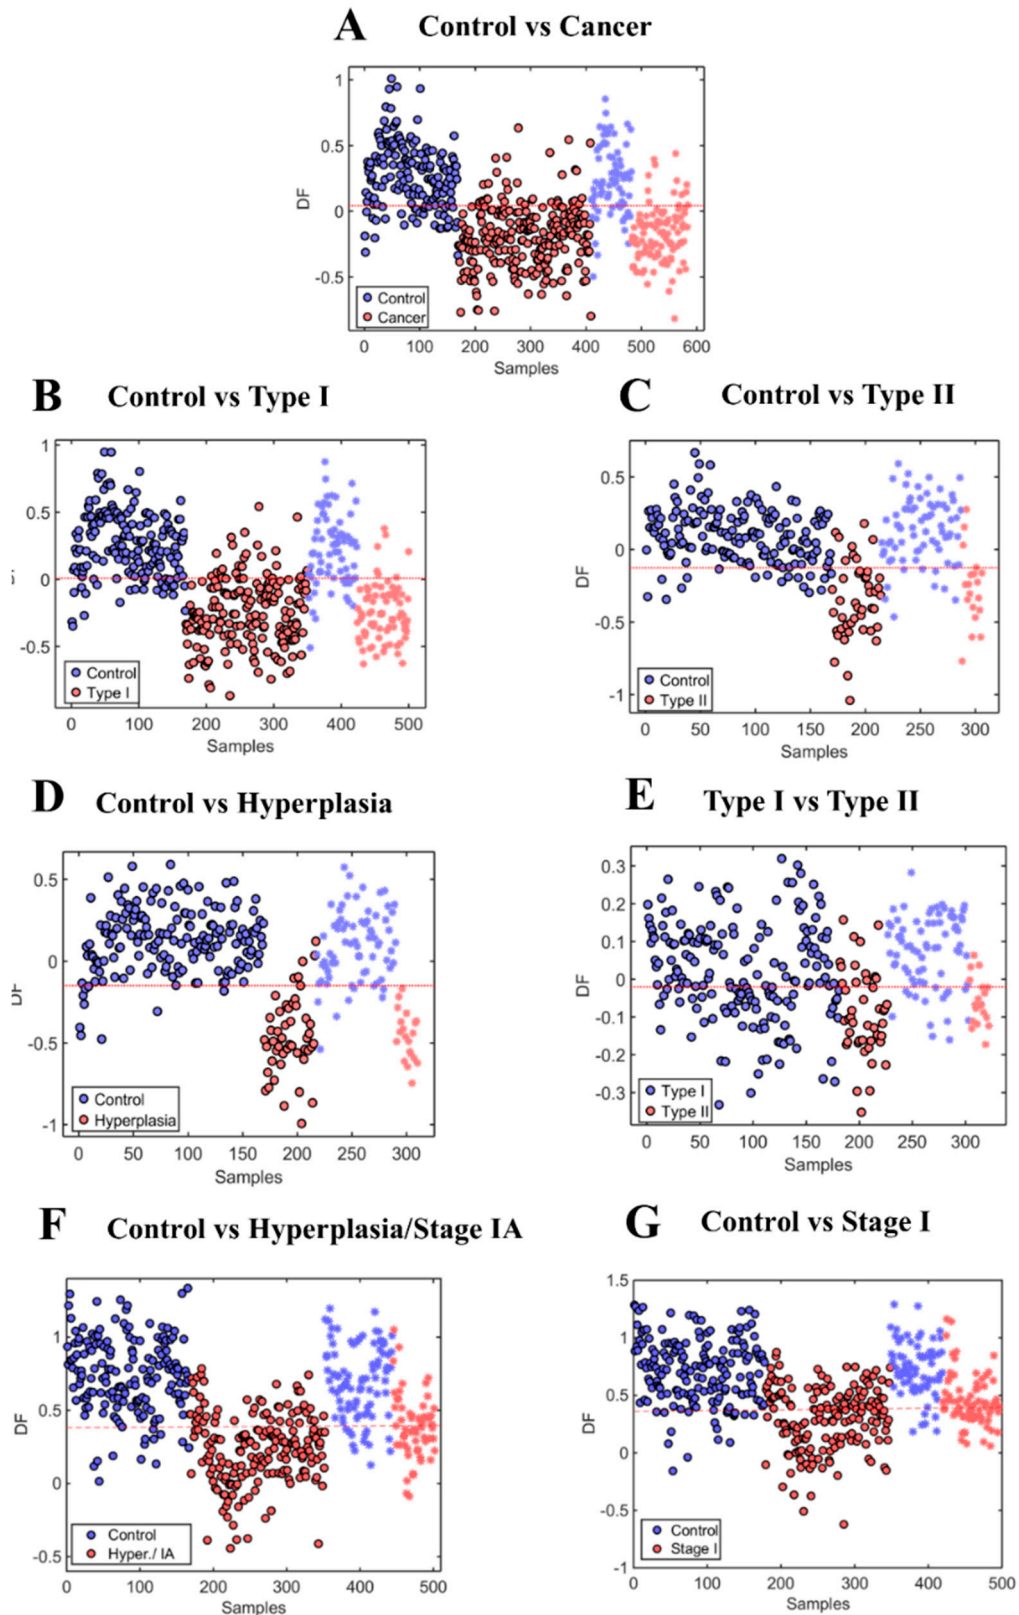 A Control vs Cancer
1
0.5
0
-0.5
DF
Control
Cancer
0 100 200 300 400 500 600
Samples
B Control vs Type I
1
0.5
0
-0.5
Control
Type I
0 100 200 300 400 500
Samples
C Control vs Type II
0.5
0
-0.5
-1
DF
Control
Type II
0 50 100 150 200 250 300
Samples
D Control vs Hyperplasia
0.5
0
-0.5
-1
DF
Control
Hyperplasia
0 50 100 150 200 250 300
Samples
E Type I vs Type II
0.3
0.2
0.1
0
-0.1
-0.2
-0.3
DF
Type I
Type II
0 50 100 150 200 250 300
Samples
F Control vs Hyperplasia/Stage IA
1
0.5
0
-0.5
DF
Control
Hyper./ IA
0 100 200 300 400 500
Samples
G Control vs Stage I
1.5
1
0.5
0
-0.5
-1
DF
Control
Stage I
0 100 200 300 400 500
Samples